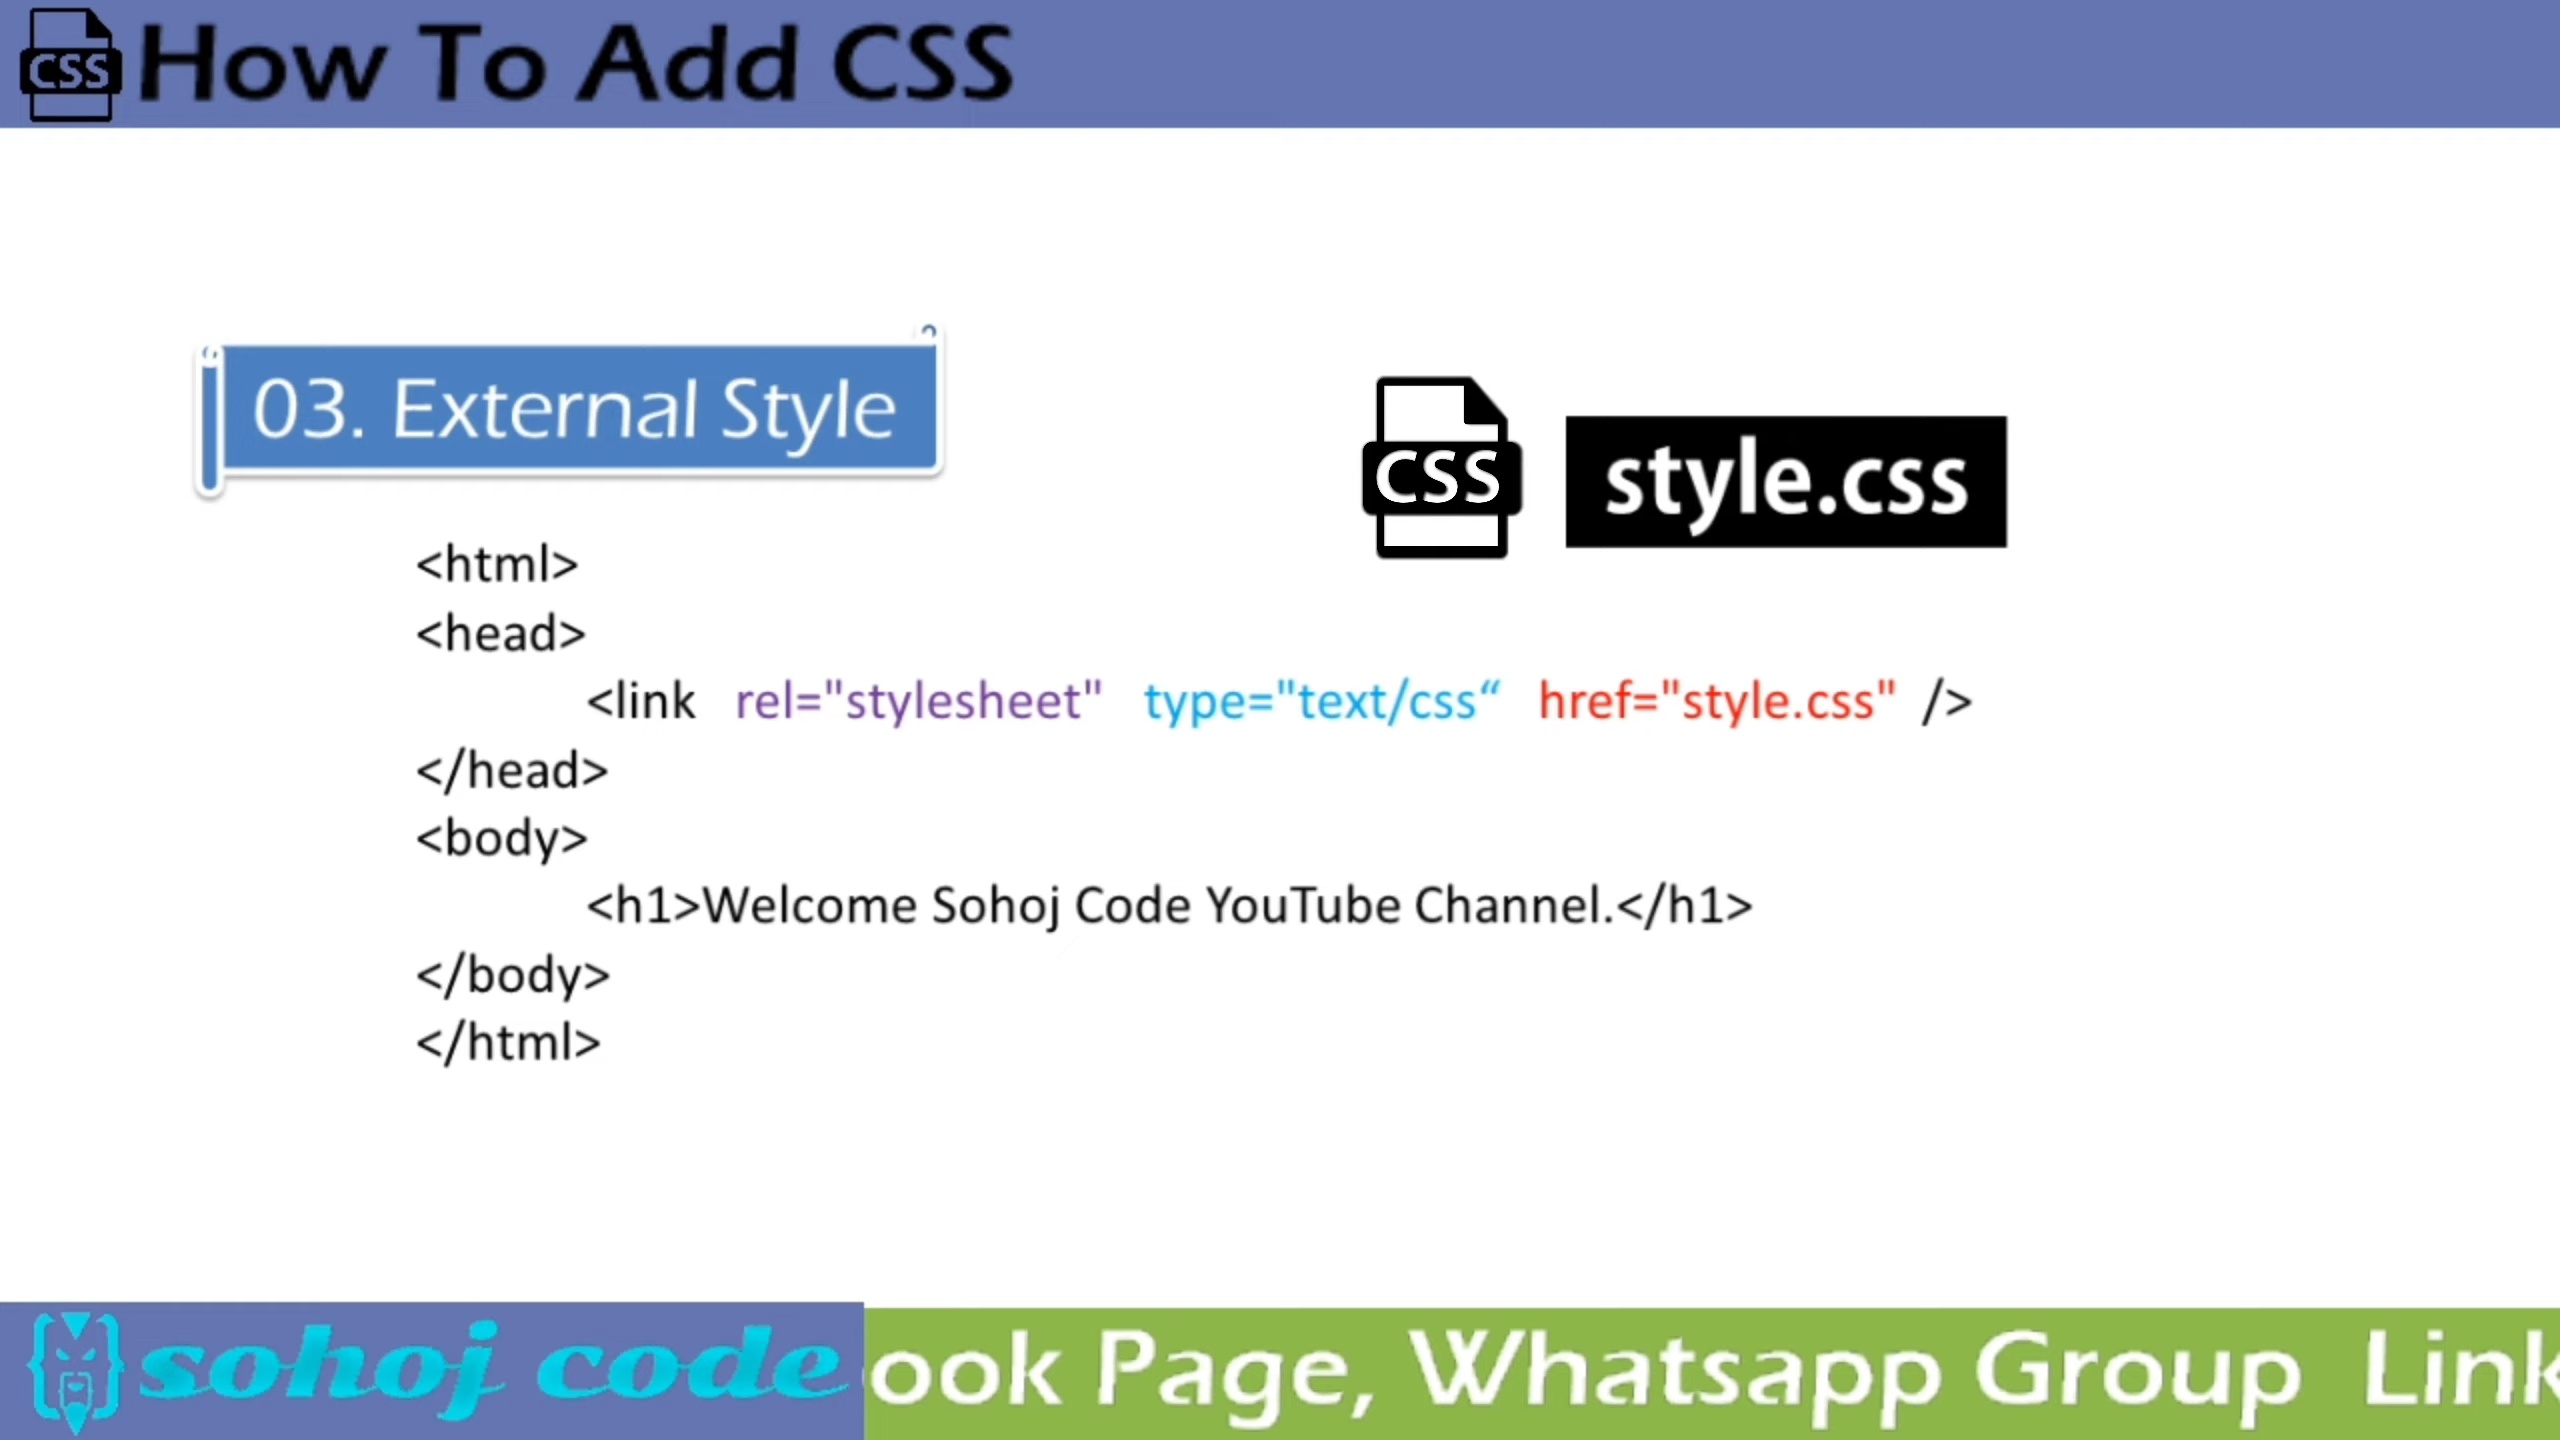 CSS How To Add CSS
03. External Style
CSS style.css
<html>
<head>
<link rel="stylesheet" type="text/css“ href="style.css" />
</head>
<body>
<h1>Welcome Sohoj Code YouTube Channel.</h1>
</body>
</html>
sohoj code ook Page, Whatsapp Group Link